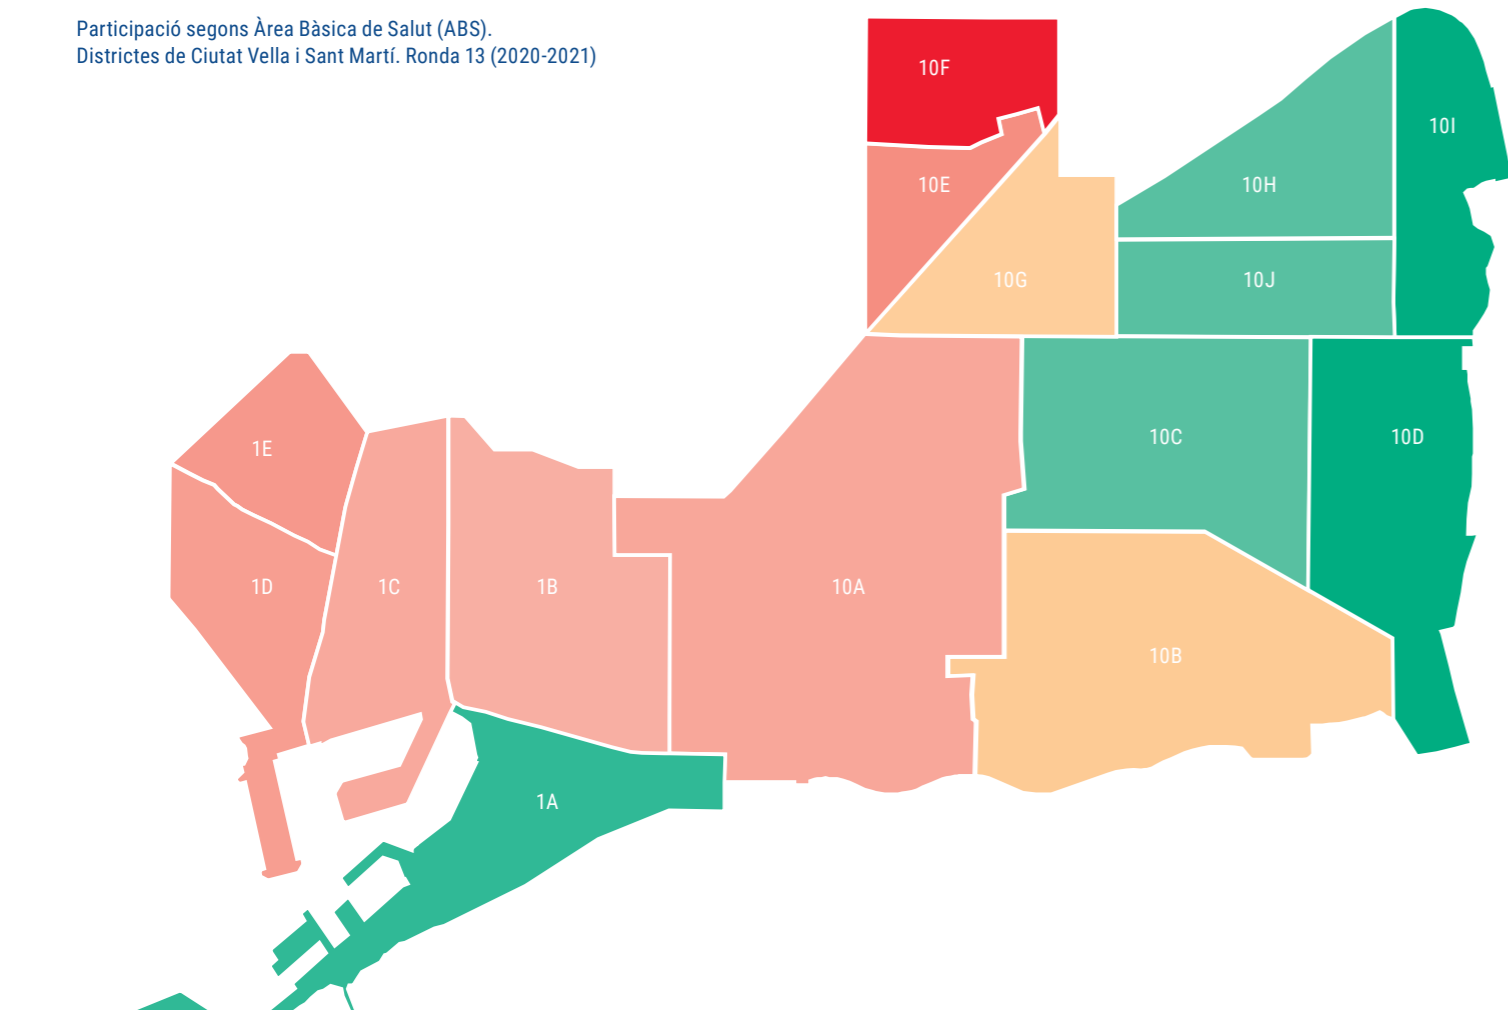 Participació segons Àrea Bàsica de Salut (ABS).
Districtes de Ciutat Vella i Sant Martí. Ronda 13 (2020-2021)
10F
10I
10E
10H
10G
10J
10C
10D
1E
1D
1C
1B
10A
10B
1A